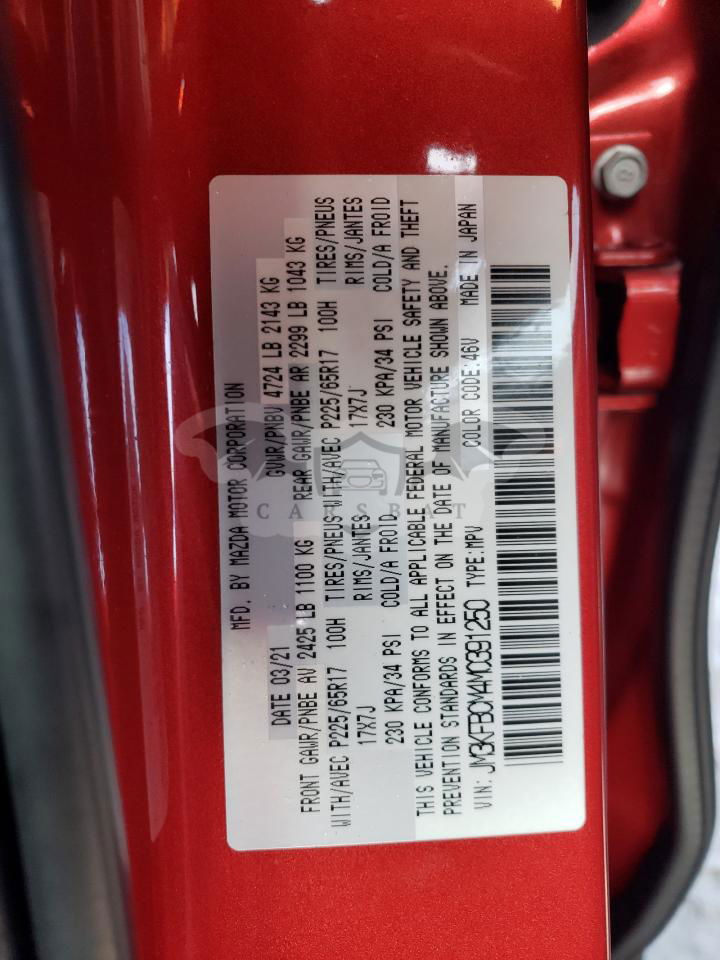 MFD. BY MAZDA MOTOR CORPORATION
DATE 03/21 GVWR/PNBV 4724 LB 2143 KG
FRONT GAWR/PNBE AV 2425 LB 1100 KG REAR GAWR/PNBE AR 2299 LB 1043 KG
WITH/AVEC P225/65R17 100H TIRES/PNEUS WITH/AVEC P225/65R17 100H TIRES/PNEUS
17X7J RIMS/JANTES 17X7J RIMS/JANTES
230 KPA/34 PSI COLD/A FROID 230 KPA/34 PSI COLD/A FROID
THIS VEHICLE CONFORMS TO ALL APPLICABLE FEDERAL MOTOR VEHICLE SAFETY AND THEFT
PREVENTION STANDARDS IN EFFECT ON THE DATE OF MANUFACTURE SHOWN ABOVE.
VIN: JM3KFBCM4M0391250 TYPE:MPV COLOR CODE:46V MADE IN JAPAN
CARSBAT
8